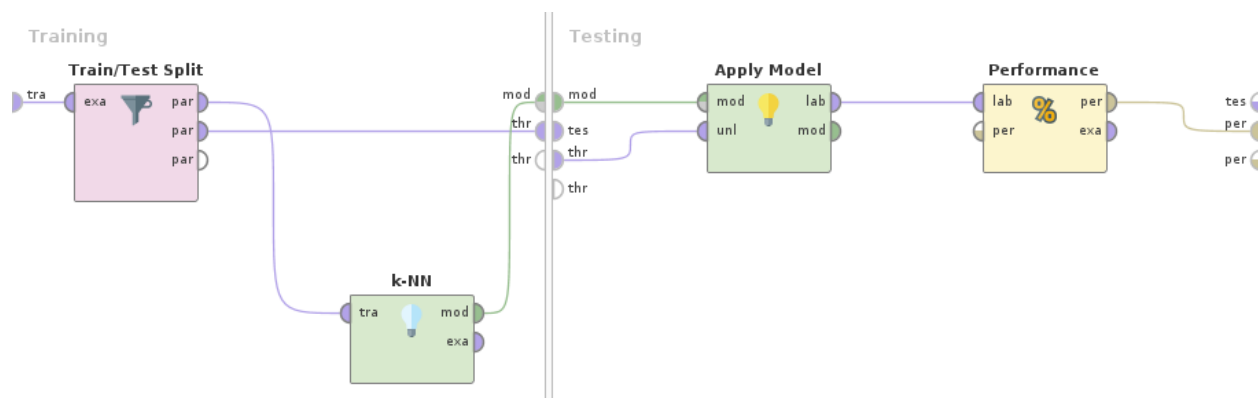 Training
Testing
Train/Test Split
Apply Model
Performance
tra
exa
par
mod
mod
mod
lab
lab
per
tes
par
thr
tes
unl
mod
per
exa
per
par
thr
thr
per
thr
k-NN
tra
mod
exa
%